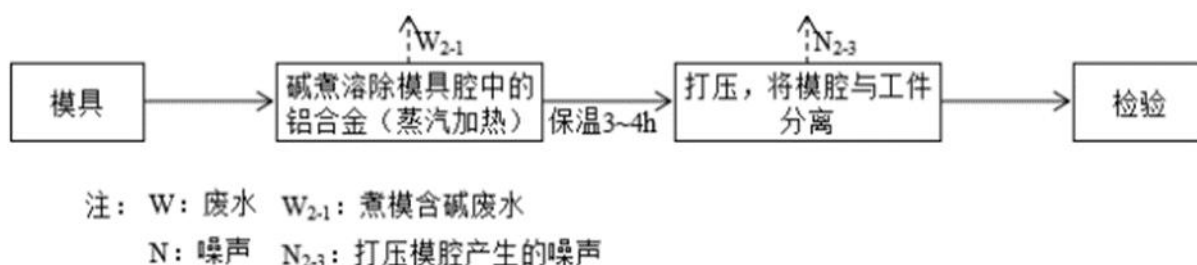 W₂₋₁
N₂₋₃
模具
碱煮溶除模具腔中的
铝合金（蒸汽加热）
保温3~4h
打压，将模腔与工件
分离
检验
注：W：废水 W₂₋₁：煮模含碱废水
N：噪声 N₂₋₃：打压模腔产生的噪声